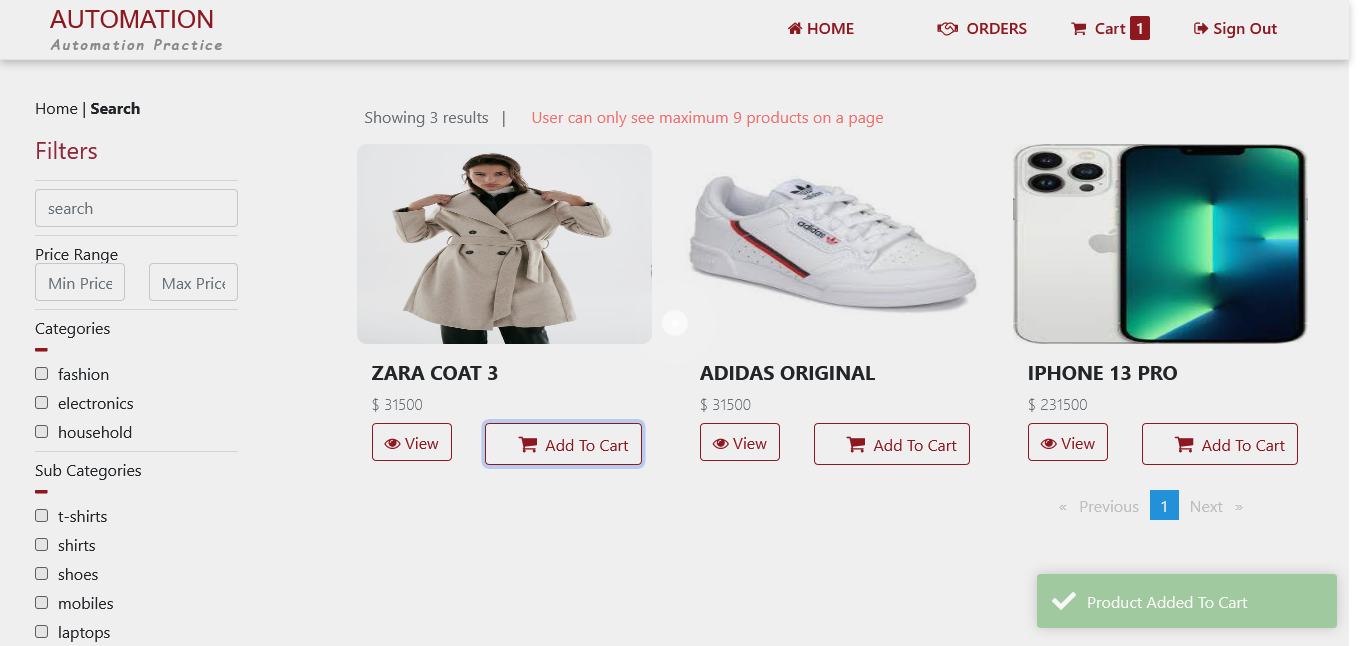 AUTOMATION
Automation Practice
HOME
ORDERS
Cart 1
Sign Out
Home | Search
Filters
search
Price Range
Min Price
Max Price
Categories
fashion
electronics
household
Sub Categories
t-shirts
shirts
shoes
mobiles
laptops
Showing 3 results |
User can only see maximum 9 products on a page
adidas
adidas
ZARA COAT 3
$ 31500
View
Add To Cart
ADIDAS ORIGINAL
$ 31500
View
Add To Cart
IPHONE 13 PRO
$ 231500
View
Add To Cart
« Previous 1 Next »
Product Added To Cart